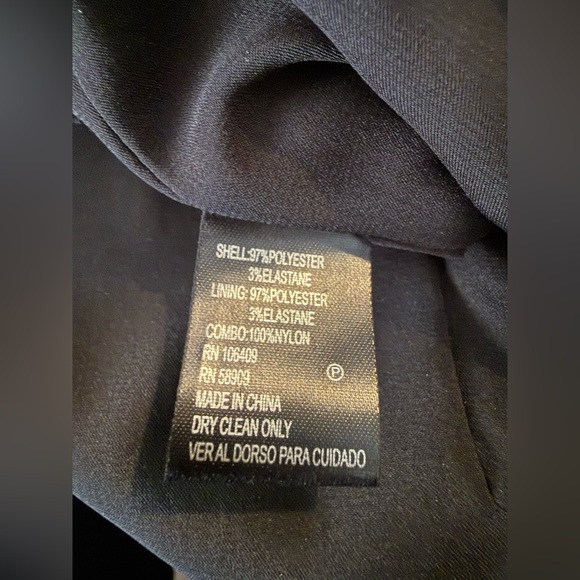 SHELL:97%POLYESTER
3%ELASTANE
LINING: 97%POLYESTER
3%ELASTANE
COMBO:100%NYLON
RN 106409
RN 58909
P
MADE IN CHINA
DRY CLEAN ONLY
VER AL DORSO PARA CUIDADO